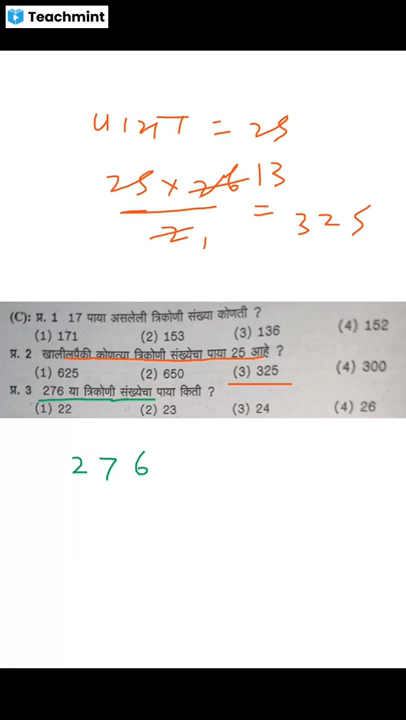 Teachmint
पाया = 25
25 × 26 13
2 1
= 325
(C): प्र. 1 17 पाया असलेली त्रिकोणी संख्या कोणती ?
(1) 171 (2) 153 (3) 136 (4) 152
प्र. 2 खालीलपैकी कोणत्या त्रिकोणी संख्येचा पाया 25 आहे ?
(1) 625 (2) 650 (3) 325 (4) 300
प्र. 3 276 या त्रिकोणी संख्येचा पाया किती ?
(1) 22 (2) 23 (3) 24 (4) 26
276